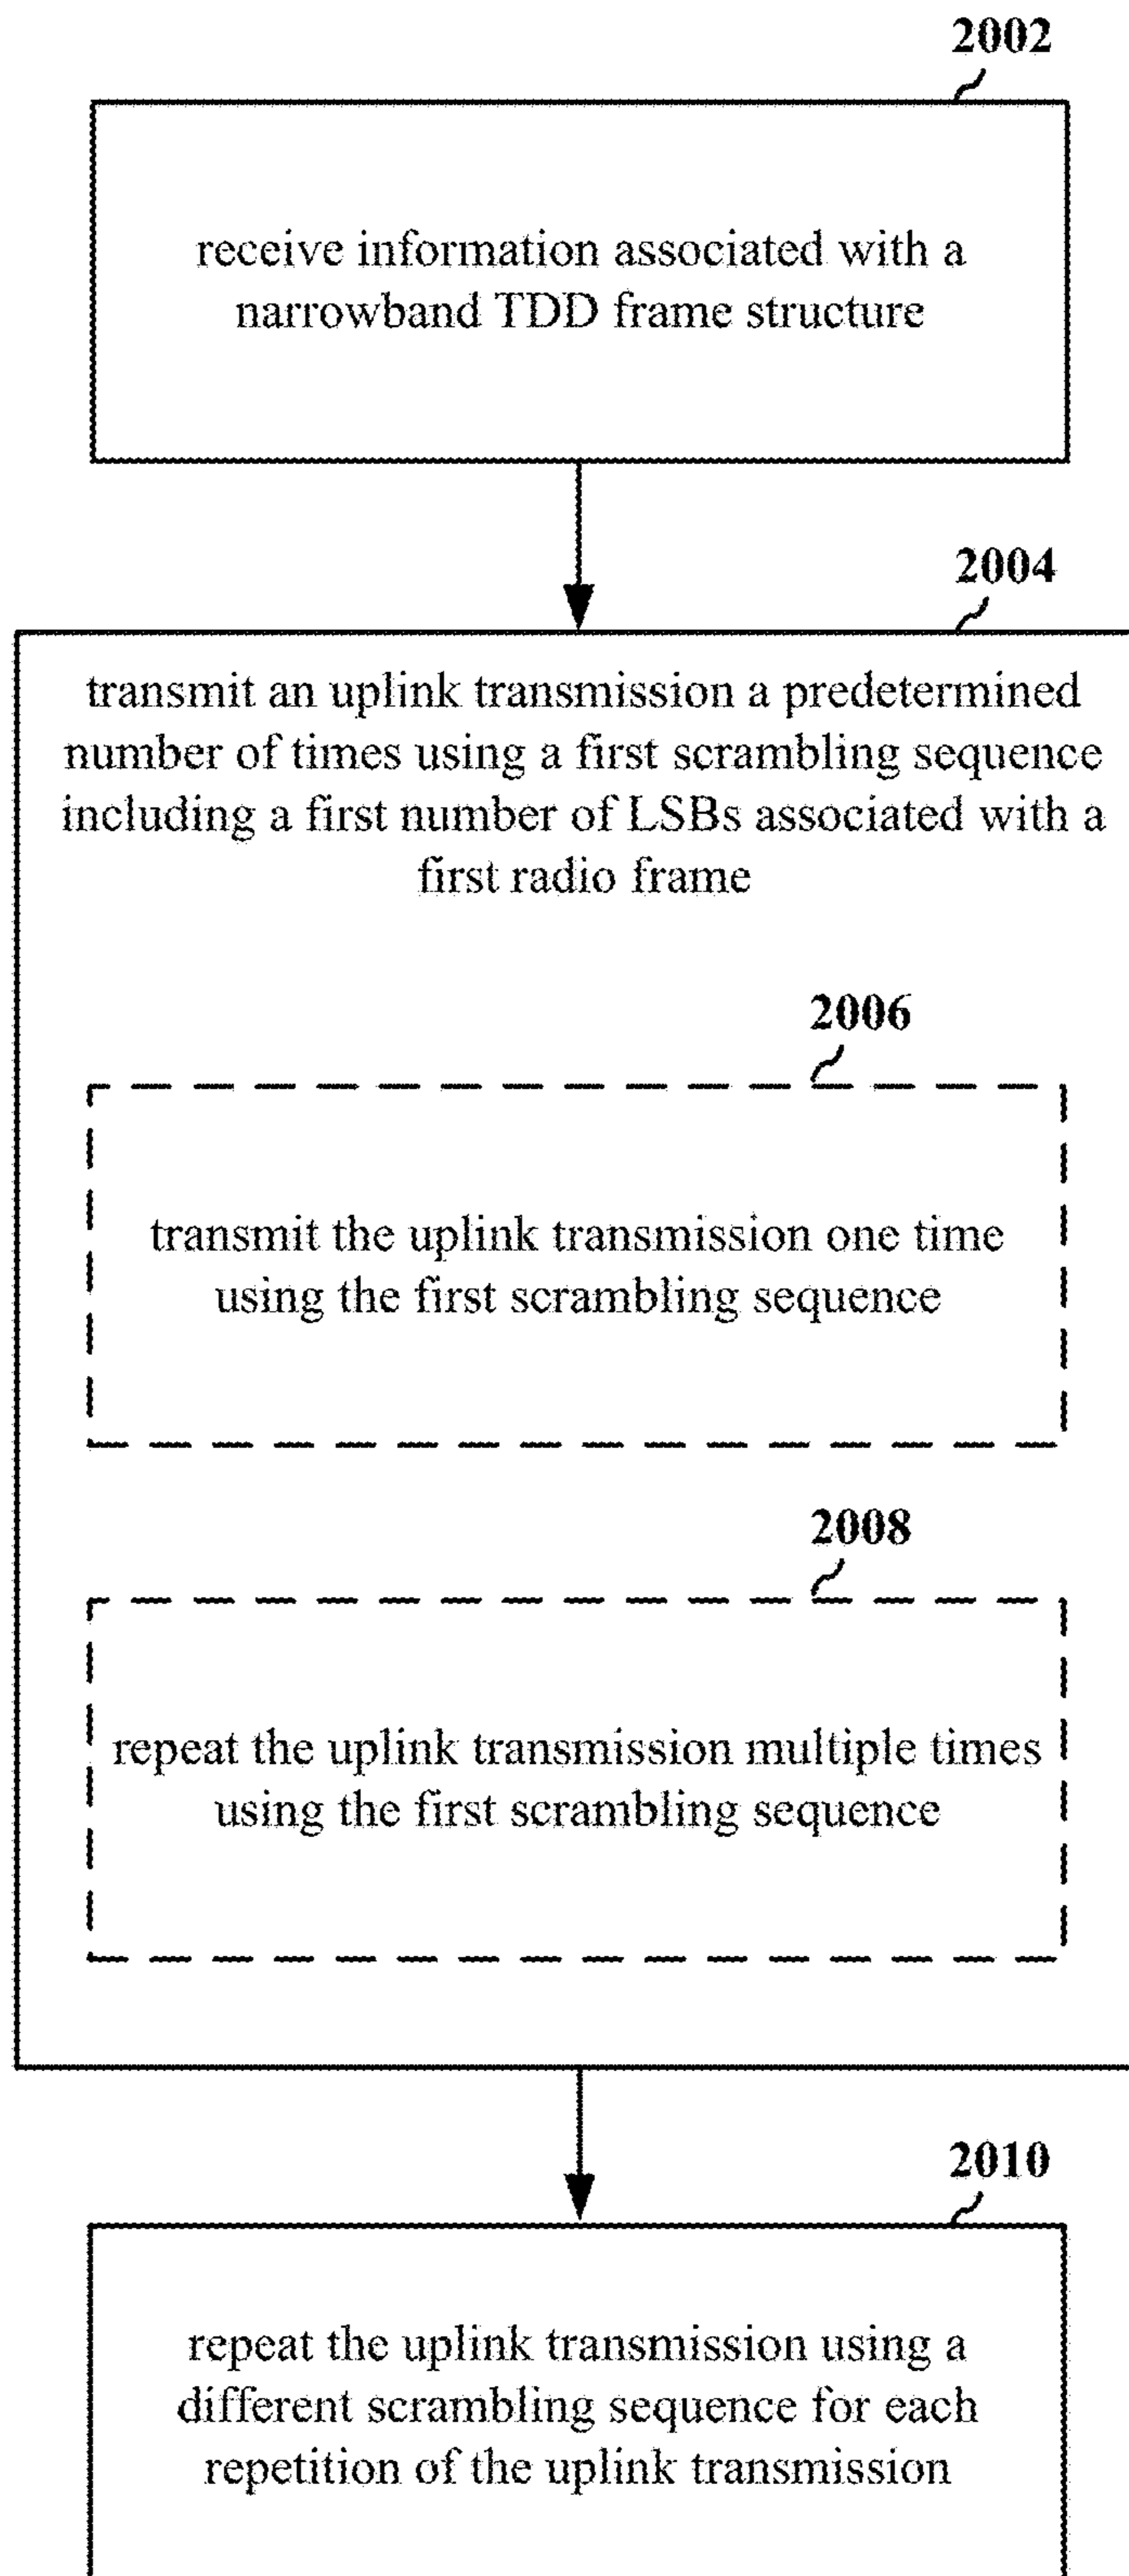 2002
receive information associated with a
narrowband TDD frame structure
2004
transmit an uplink transmission a predetermined
number of times using a first scrambling sequence
including a first number of LSBs associated with a
first radio frame
2006
transmit the uplink transmission one time
using the first scrambling sequence
2008
repeat the uplink transmission multiple times
using the first scrambling sequence
2010
repeat the uplink transmission using a
different scrambling sequence for each
repetition of the uplink transmission